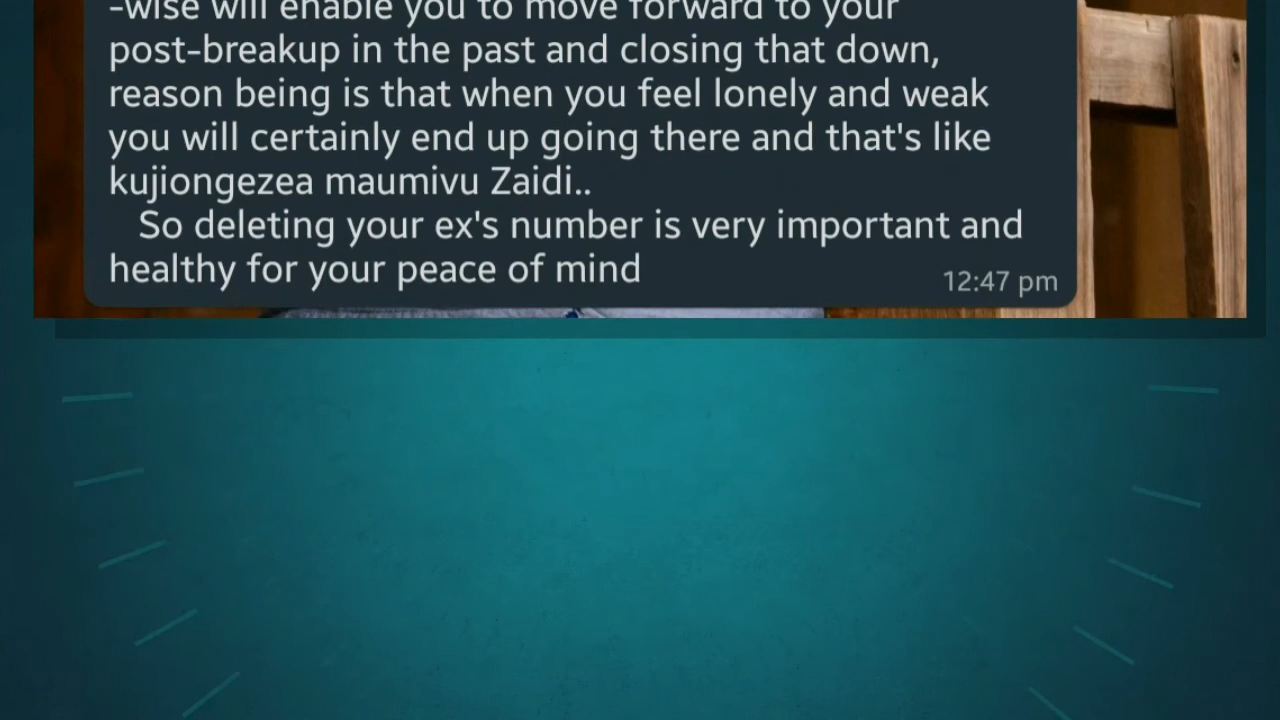 -wise will enable you to move forward to your
post-breakup in the past and closing that down,
reason being is that when you feel lonely and weak
you will certainly end up going there and that's like
kujiongezea maumivu Zaidi..
So deleting your ex's number is very important and
healthy for your peace of mind
12:47 pm